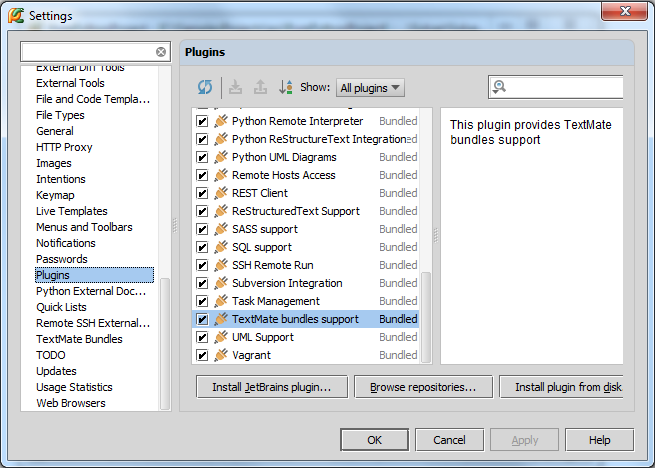 Settings
External Diff Tools
External Tools
File and Code Templa...
File Types
General
HTTP Proxy
Images
Intentions
Keymap
Live Templates
Menus and Toolbars
Notifications
Passwords
Plugins
Python External Doc...
Quick Lists
Remote SSH External...
TextMate Bundles
TODO
Updates
Usage Statistics
Web Browsers
Plugins
Show: All plugins
Python Remote Interpreter Bundled
Python ReStructureText Integration
Python UML Diagrams Bundled
Remote Hosts Access Bundled
REST Client Bundled
ReStructuredText Support Bundled
SASS support Bundled
SQL support Bundled
SSH Remote Run Bundled
Subversion Integration Bundled
Task Management Bundled
TextMate bundles support Bundled
UML Support Bundled
Vagrant Bundled
This plugin provides TextMate
bundles support
Install JetBrains plugin... Browse repositories... Install plugin from disk
OK Cancel Apply Help